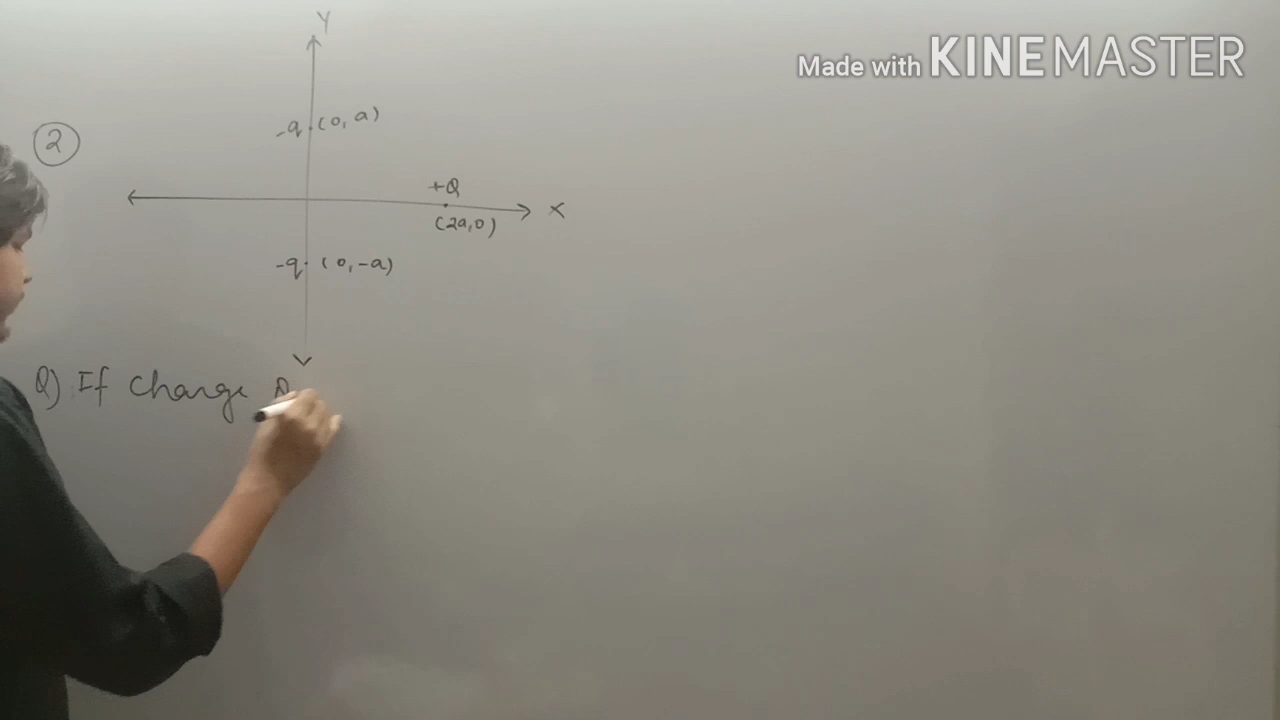 Made with KINEMASTER
Y
2
-q (0, a)
+Q
X
(2a,0)
-q (0,-a)
Q) If Charge